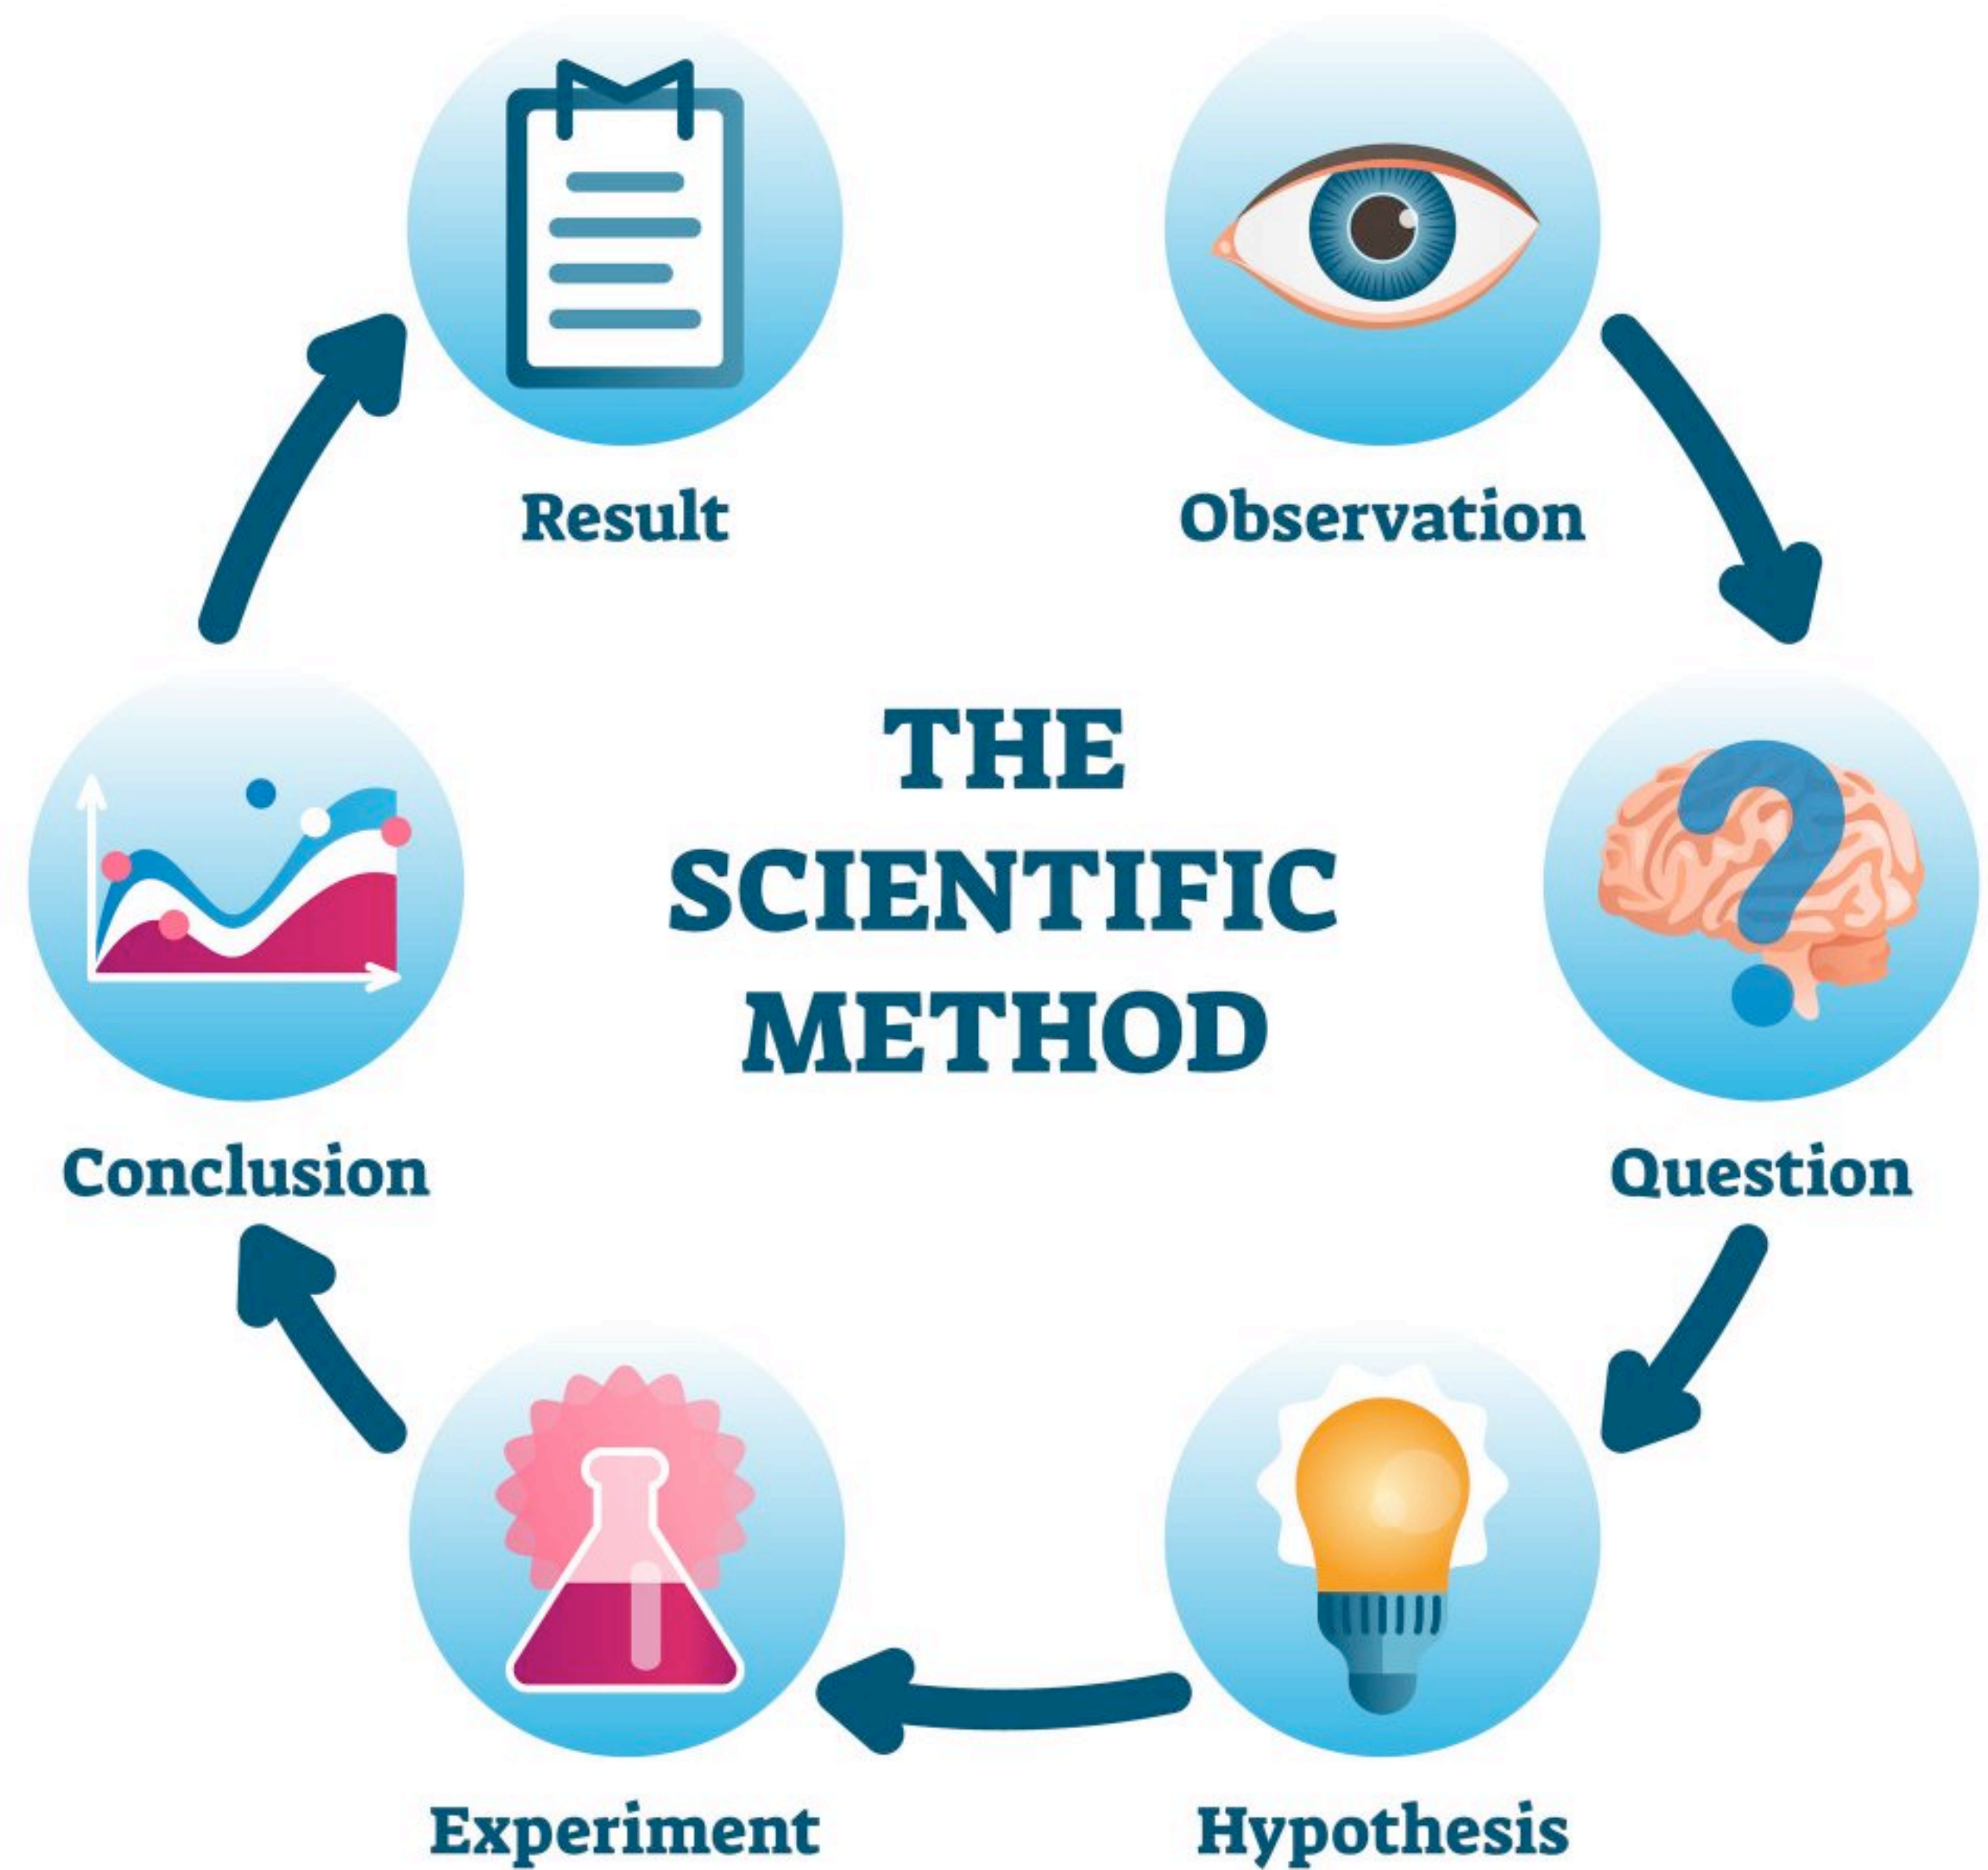 Result
Observation
THE
SCIENTIFIC
METHOD
Conclusion
Question
Experiment
Hypothesis